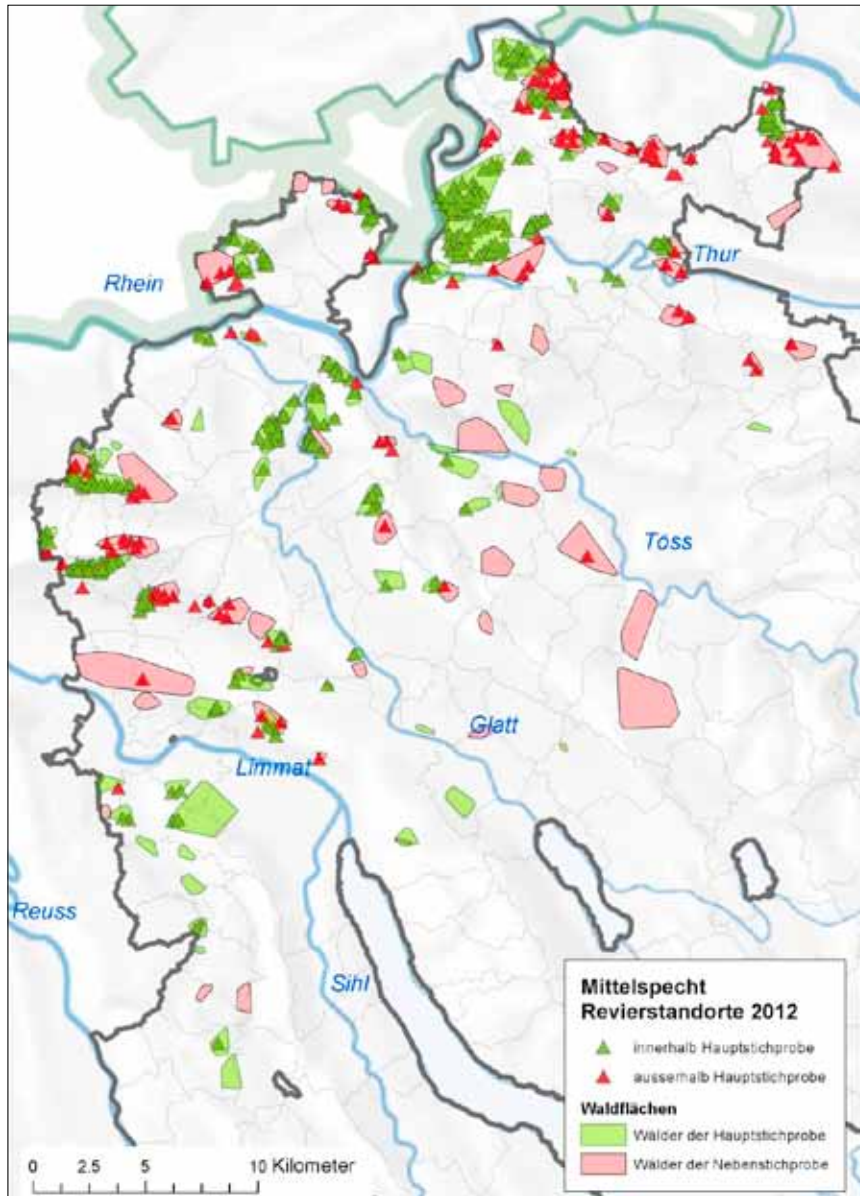 Rhein
Thur
Töss
Glatt
Limmat
Reuss
Sihl
Mittelspecht
Revierstandorte 2012
innerhalb Hauptstichprobe
ausserhalb Hauptstichprobe
Waldflächen
Wälder der Hauptstichprobe
Wälder der Nebenstichprobe
0 2.5 5 10 Kilometer